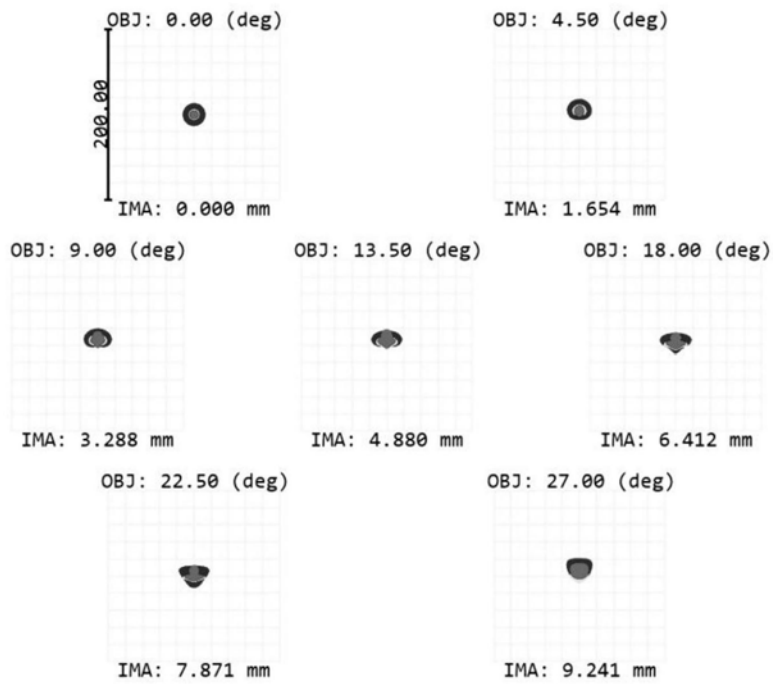 OBJ: 0.00 (deg)
OBJ: 4.50 (deg)
200.00
IMA: 0.000 mm
IMA: 1.654 mm
OBJ: 9.00 (deg)
OBJ: 13.50 (deg)
OBJ: 18.00 (deg)
IMA: 3.288 mm
IMA: 4.880 mm
IMA: 6.412 mm
OBJ: 22.50 (deg)
OBJ: 27.00 (deg)
IMA: 7.871 mm
IMA: 9.241 mm